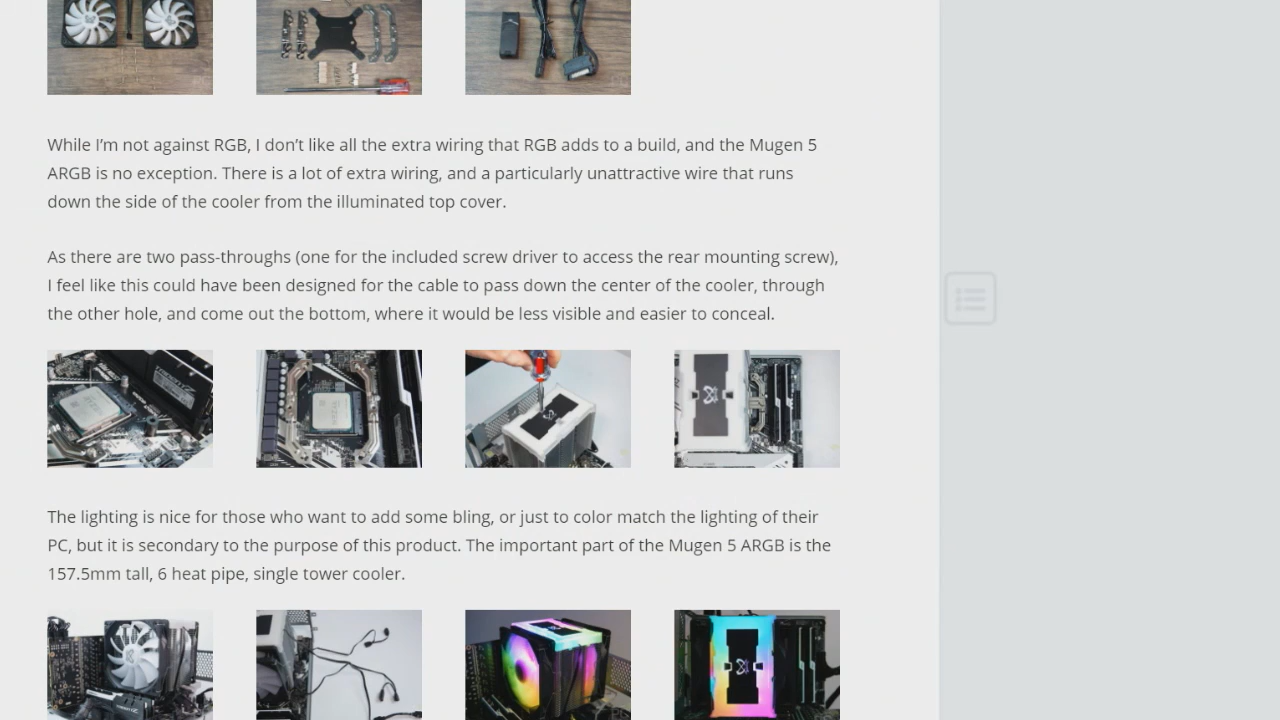 While I'm not against RGB, I don't like all the extra wiring that RGB adds to a build, and the Mugen 5
ARGB is no exception. There is a lot of extra wiring, and a particularly unattractive wire that runs
down the side of the cooler from the illuminated top cover.
As there are two pass-throughs (one for the included screw driver to access the rear mounting screw),
I feel like this could have been designed for the cable to pass down the center of the cooler, through
the other hole, and come out the bottom, where it would be less visible and easier to conceal.
The lighting is nice for those who want to add some bling, or just to color match the lighting of their
PC, but it is secondary to the purpose of this product. The important part of the Mugen 5 ARGB is the
157.5mm tall, 6 heat pipe, single tower cooler.